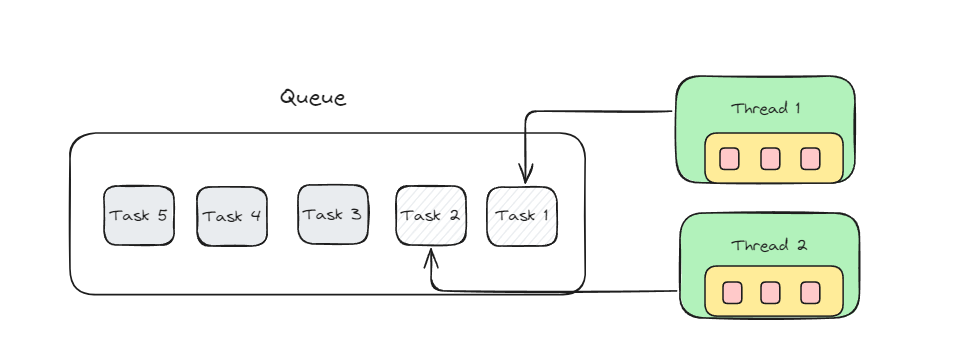 Queue
Thread 1
Task 5
Task 4
Task 3
Task 2
Task 1
Thread 2